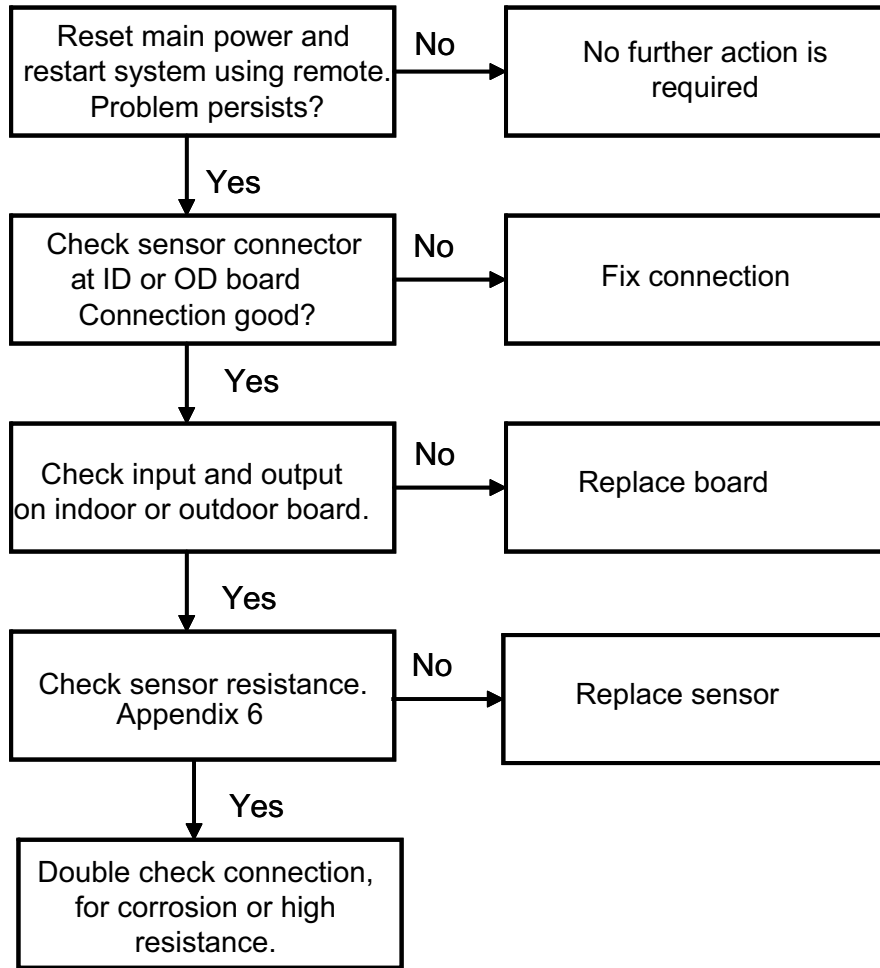 Reset main power and
restart system using remote.
Problem persists?
No
No further action is
required
Yes
Check sensor connector
at ID or OD board
Connection good?
No
Fix connection
Yes
Check input and output
on indoor or outdoor board.
No
Replace board
Yes
Check sensor resistance.
Appendix 6
No
Replace sensor
Yes
Double check connection,
for corrosion or high
resistance.